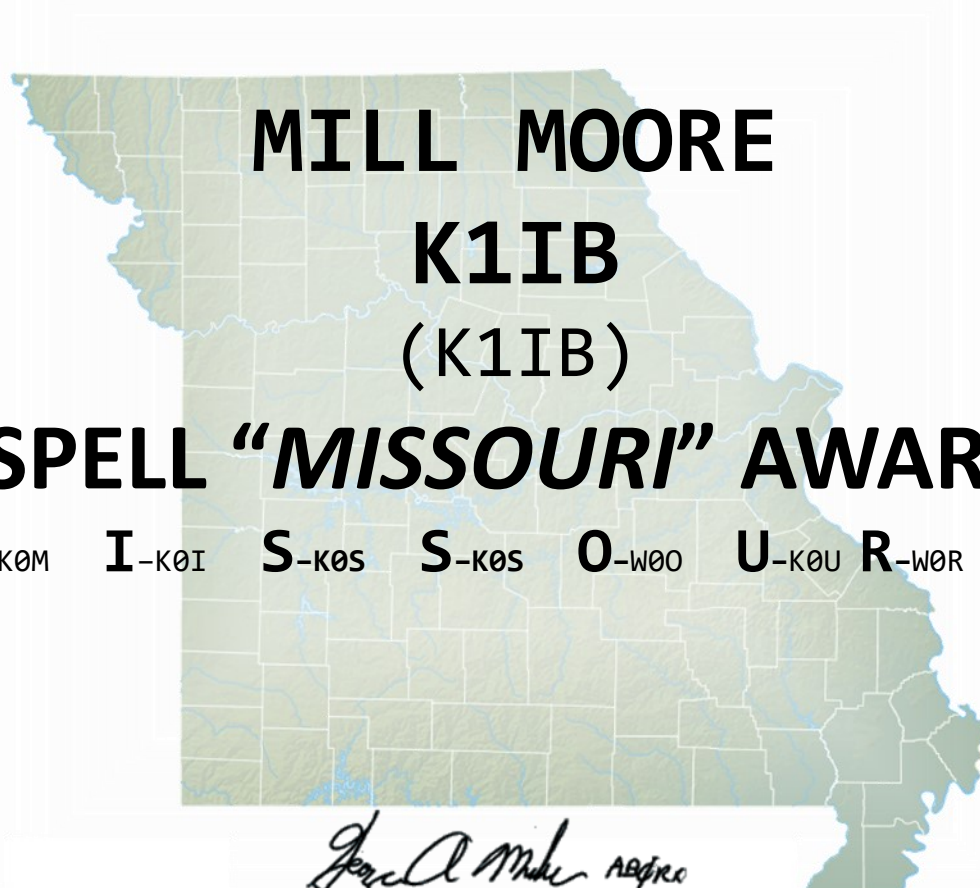 MILL MOORE
K1IB
(K1IB)
SPELL “MISSOURI” AWAR
K0M I-K0I S-K0S S-K0S O-W0O U-K0U R-W0R